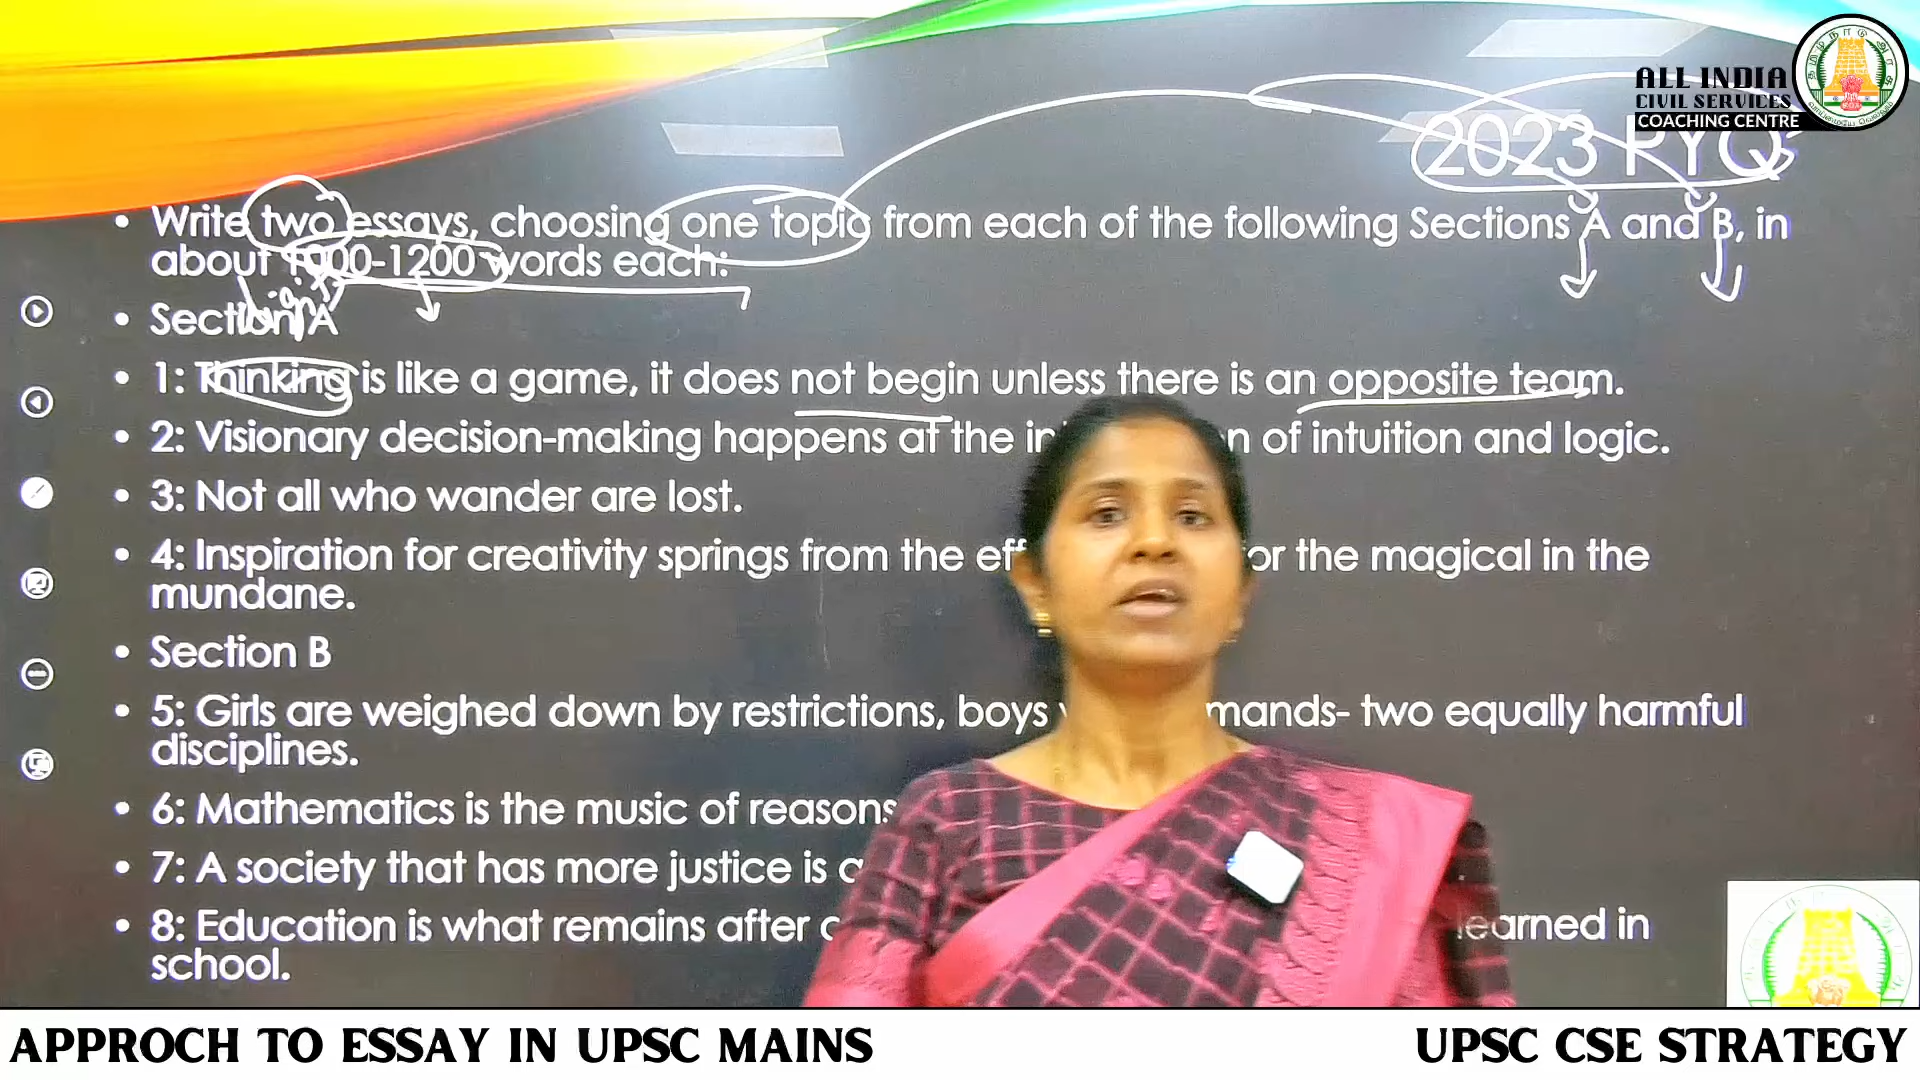 ALL INDIA
CIVIL SERVICES
COACHING CENTRE
2023 PYQ
• Write two essays, choosing one topic from each of the following Sections A and B, in
about 1000-1200 words each:
• Section A
• 1: Thinking is like a game, it does not begin unless there is an opposite team.
• 2: Visionary decision-making happens at the in n of intuition and logic.
• 3: Not all who wander are lost.
• 4: Inspiration for creativity springs from the ef or the magical in the
mundane.
• Section B
• 5: Girls are weighed down by restrictions, boys mands- two equally harmful
disciplines.
• 6: Mathematics is the music of reasons
• 7: A society that has more justice is
• 8: Education is what remains after learned in
school.
APPROCH TO ESSAY IN UPSC MAINS
UPSC CSE STRATEGY